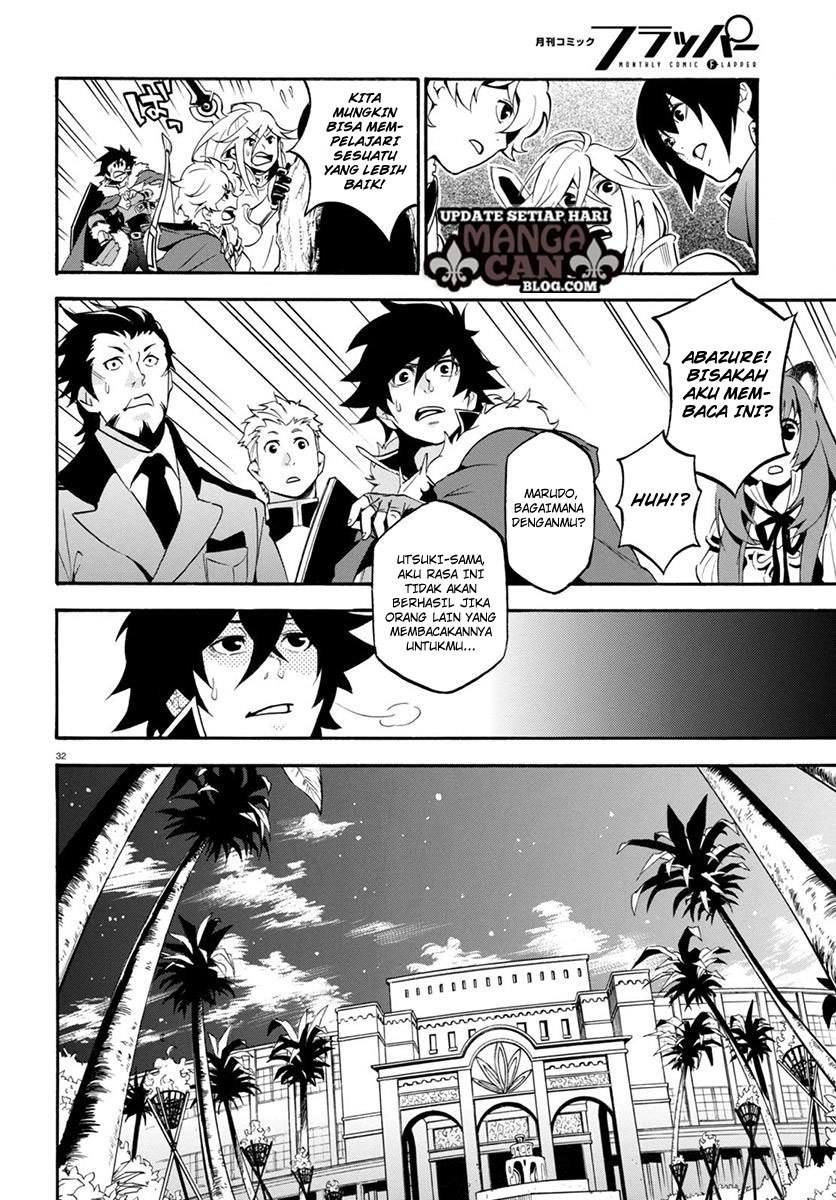 月刊コミック フラッパー
MONTHLY COMIC FLAPPER
UPDATE SETIAP HARI
MANGA
CAN
BLOG.COM
KITA
MUNGKIN
BISA MEM-
PELAJARI
SESUATU
YANG LEBIH
BAIK!
ばっ
ABAZURE!
BISAKAH
AKU MEM-
BACA INI?
HUH!?
MARUDO,
BAGAIMANA
DENGANMU?
UTSUKI-SAMA,
AKU RASA INI
TIDAK AKAN
BERHASIL JIKA
ORANG LAIN YANG
MEMBACAKANNYA
UNTUKMU...
32